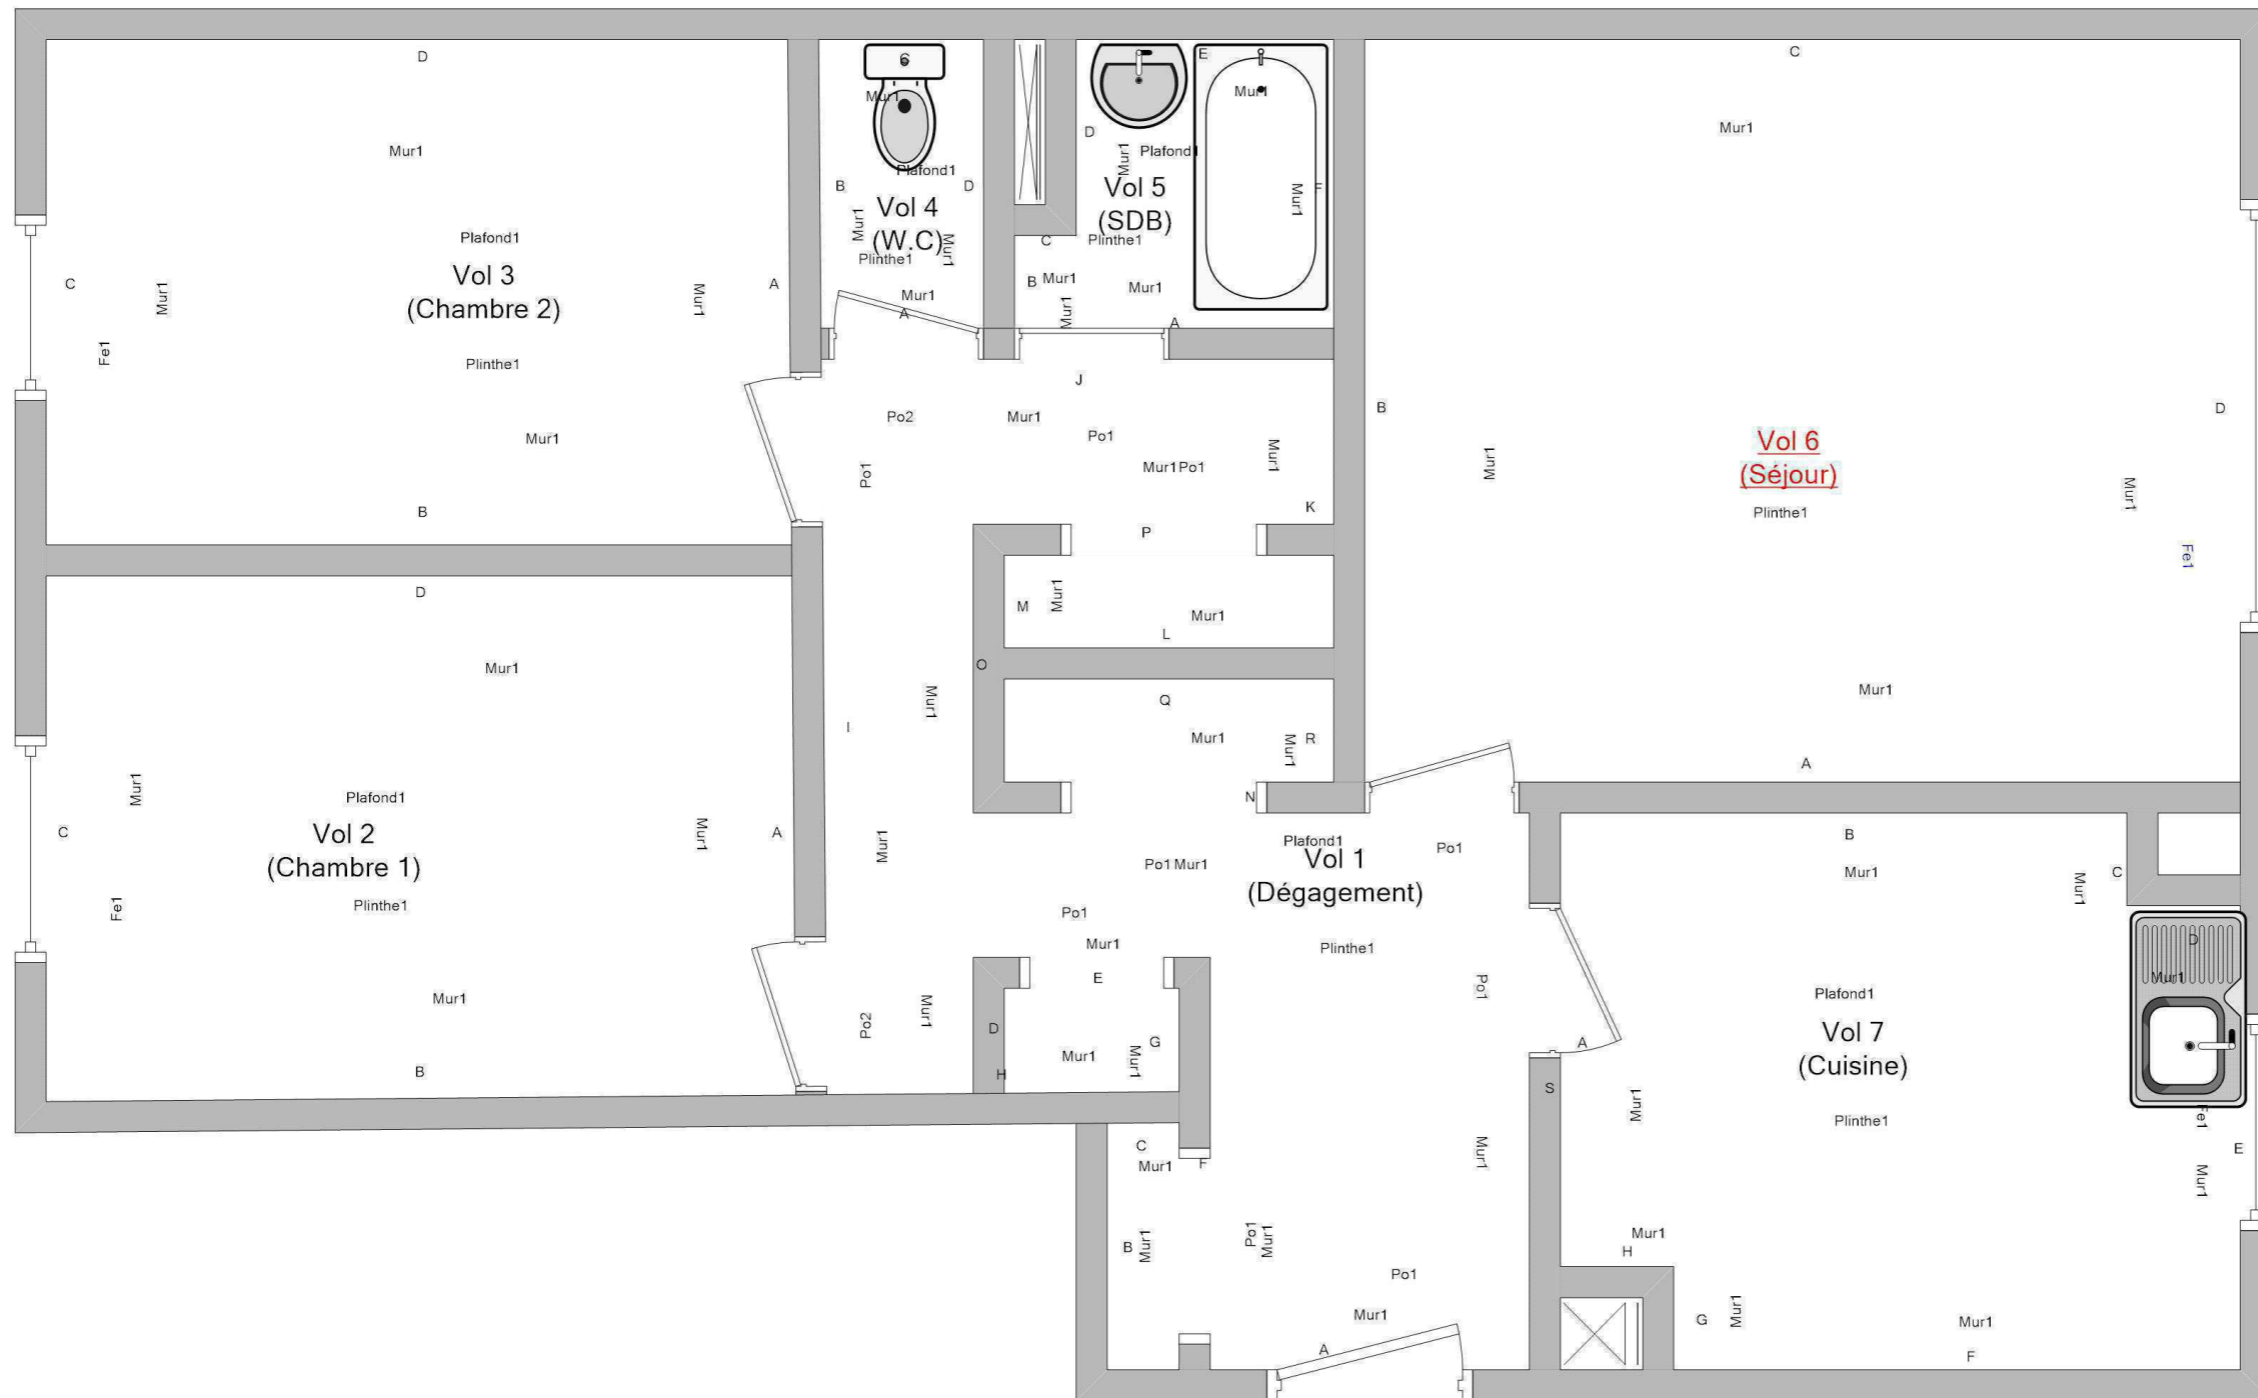 D
Mur1
Plafond1
Vol 3
(Chambre 2)
C
Mur1
Fe1
Mur1
A
Plinthe1
Mur1
B
C
Mur1
Plafond1
B
D
Vol 4
(W.C)
Mur1
Mur1
Plinthe1
Mur1
A
E
Mur1
D
Mur1
Plafond1
Vol 5
(SDB)
Mur1
F
C
Plinthe1
B
Mur1
Mur1
Mur1
A
C
Mur1
B
D
Vol 6
(Séjour)
Mur1
Mur1
Plinthe1
Fe1
Mur1
A
J
Po2
Mur1
Po1
Po1
Mur1
Po1
Mur1
K
P
M
Mur1
Mur1
L
O
Q
Mur1
I
Mur1
Mur1
R
N
D
Mur1
Plafond1
Vol 2
(Chambre 1)
C
Mur1
Fe1
Mur1
A
Plinthe1
Mur1
B
Mur1
Po1
Mur1
Plafond1
Vol 1
(Dégagement)
Po1
Po1
Mur1
E
Plinthe1
Po1
Po2
Mur1
D
G
Mur1
Mur1
H
C
Mur1
F
Mur1
S
B
Mur1
Po1
Mur1
Po1
Mur1
A
B
Mur1
C
Mur1
D
Mur1
Plafond1
Vol 7
(Cuisine)
A
Mur1
Plinthe1
Fe1
E
Mur1
Mur1
H
G
Mur1
Mur1
F